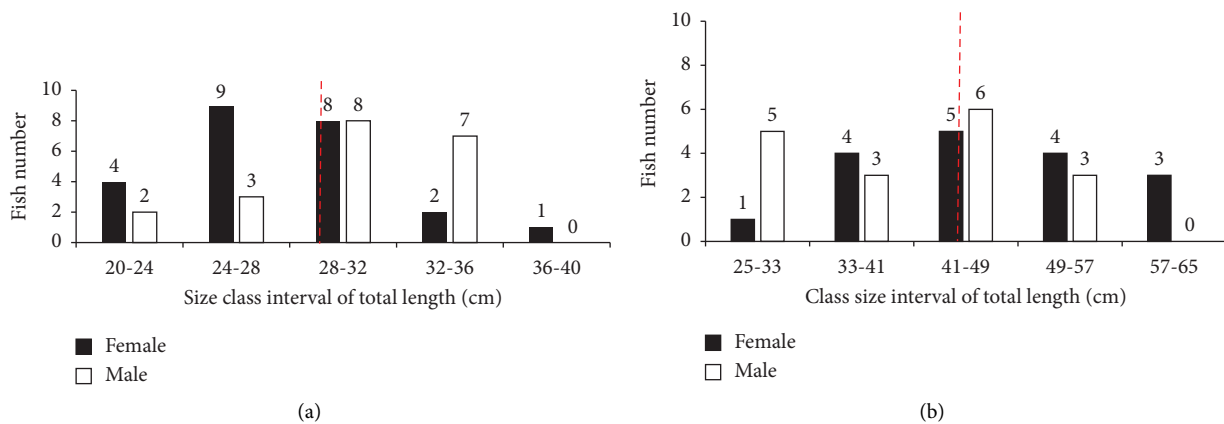 10
8
6
4
2
0
Fish number
4
2
9
3
8
8
2
7
1
0
20-24 24-28 28-32 32-36 36-40
Size class interval of total length (cm)
Female
Male
(a)
10
8
6
4
2
0
Fish number
1
5
4
3
5
6
4
3
3
0
25-33 33-41 41-49 49-57 57-65
Class size interval of total length (cm)
Female
Male
(b)